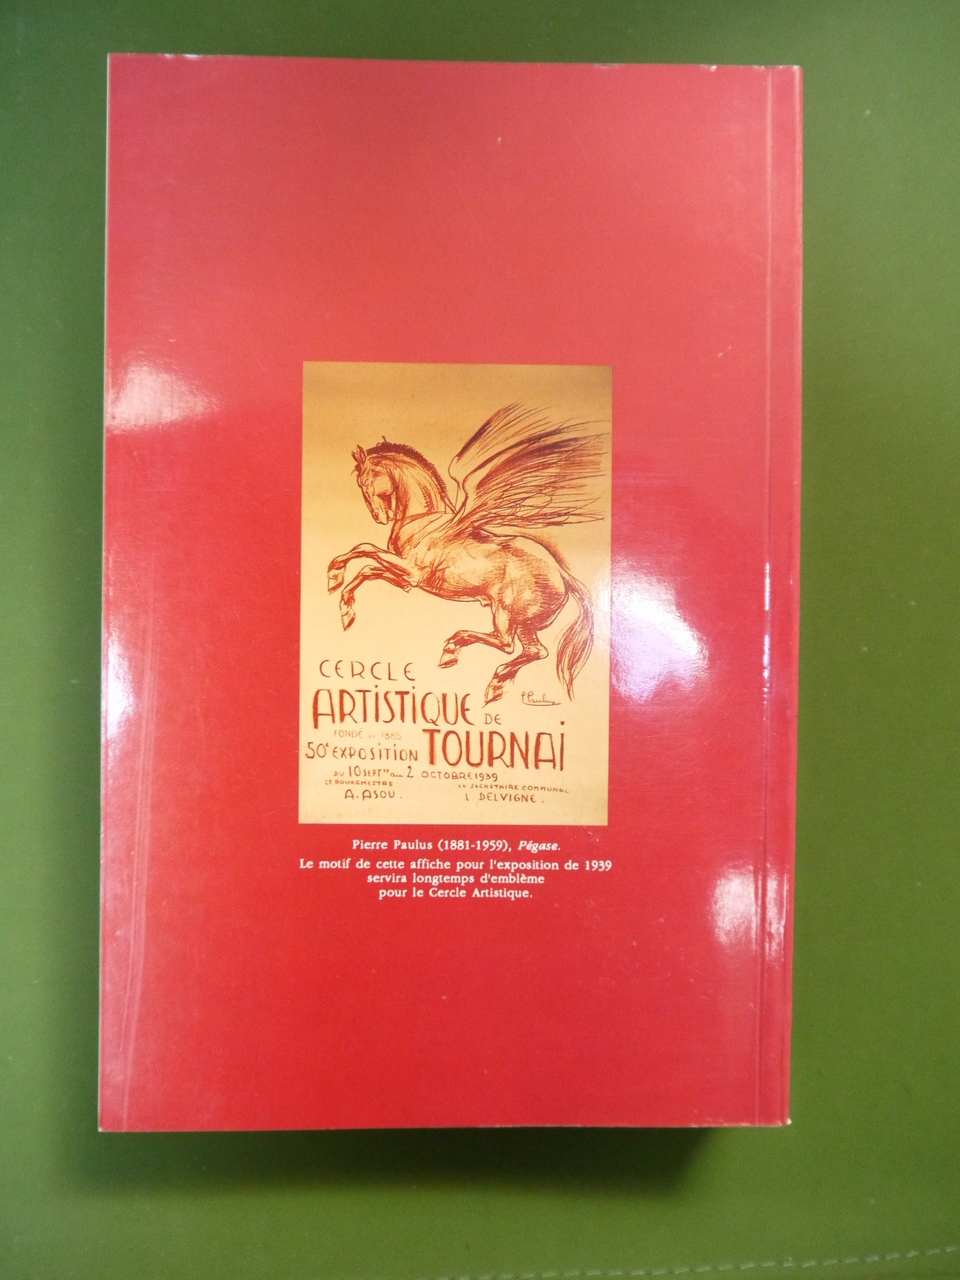 CERCLE
ARTISTIQUE DE
FONDÉ en 1885
50e EXPOSITION TOURNAI
DU 10 SEPTbre au 2 OCTOBRE 1939
LE BOURGMESTRE LE SECRÉTAIRE COMMUNAL
A. ASOU. L DELVIGNE.
P. Paulus
Pierre Paulus (1881-1959), Pégase.
Le motif de cette affiche pour l'exposition de 1939
servira longtemps d'emblème
pour le Cercle Artistique.